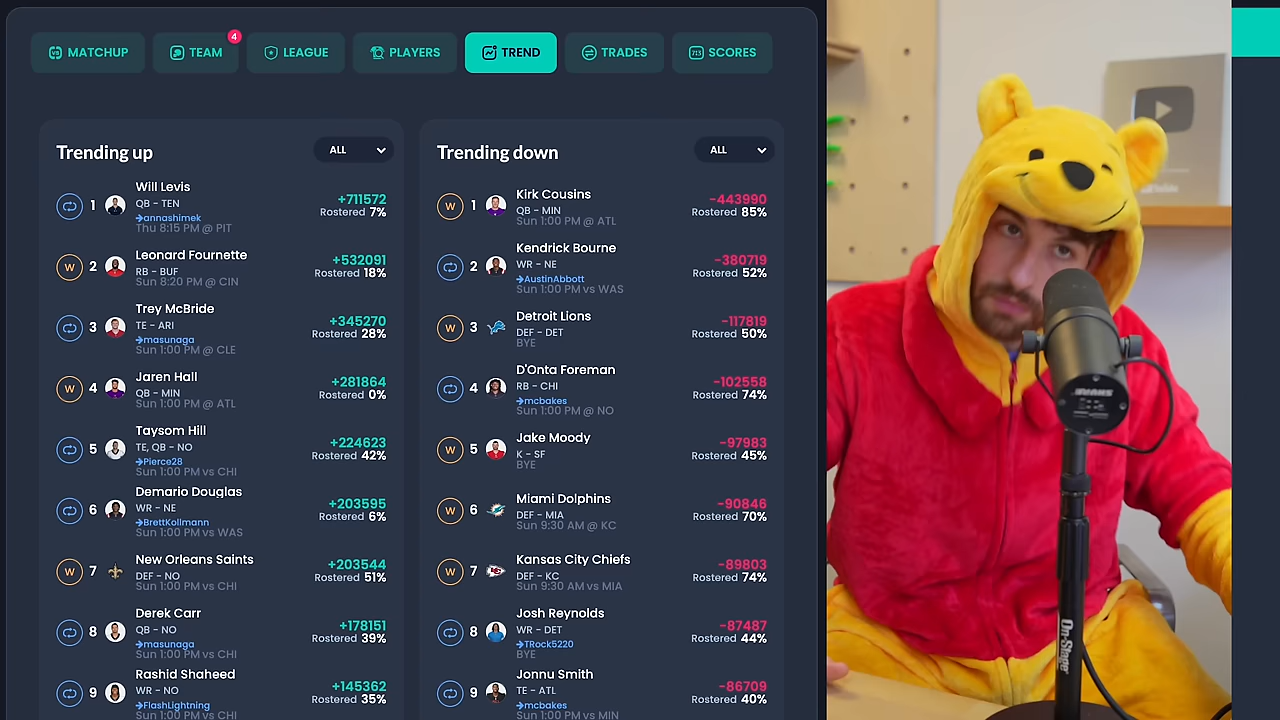 MATCHUP
TEAM
4
LEAGUE
PLAYERS
TREND
TRADES
SCORES
Trending up
ALL
1
Will Levis
QB - TEN
annashimek
Thu 8:15 PM @ PIT
+711572
Rostered 7%
W
2
Leonard Fournette
RB - BUF
Sun 8:20 PM @ CIN
+532091
Rostered 18%
3
Trey McBride
TE - ARI
masunaga
Sun 1:00 PM @ CLE
+345270
Rostered 28%
W
4
Jaren Hall
QB - MIN
Sun 1:00 PM @ ATL
+281864
Rostered 0%
5
Taysom Hill
TE, QB - NO
Pierce28
Sun 1:00 PM vs CHI
+224623
Rostered 42%
6
Demario Douglas
WR - NE
BrettKollmann
Sun 1:00 PM vs WAS
+203595
Rostered 6%
W
7
New Orleans Saints
DEF - NO
Sun 1:00 PM vs CHI
+203544
Rostered 51%
8
Derek Carr
QB - NO
masunaga
Sun 1:00 PM vs CHI
+178151
Rostered 39%
9
Rashid Shaheed
WR - NO
FlashLightning
Sun 1:00 PM vs CHI
+145362
Rostered 35%
Trending down
ALL
W
1
Kirk Cousins
QB - MIN
Sun 1:00 PM @ ATL
-443990
Rostered 85%
2
Kendrick Bourne
WR - NE
AustinAbbott
Sun 1:00 PM vs WAS
-380719
Rostered 52%
W
3
Detroit Lions
DEF - DET
BYE
-117819
Rostered 50%
4
D'Onta Foreman
RB - CHI
mcbakes
Sun 1:00 PM @ NO
-102558
Rostered 74%
W
5
Jake Moody
K - SF
BYE
-97983
Rostered 45%
W
6
Miami Dolphins
DEF - MIA
Sun 9:30 AM @ KC
-90846
Rostered 70%
W
7
Kansas City Chiefs
DEF - KC
Sun 9:30 AM vs MIA
-89803
Rostered 74%
8
Josh Reynolds
WR - DET
TRock5220
BYE
-87487
Rostered 44%
9
Jonnu Smith
TE - ATL
mcbakes
Sun 1:00 PM vs MIN
-86709
Rostered 40%
On-Stage